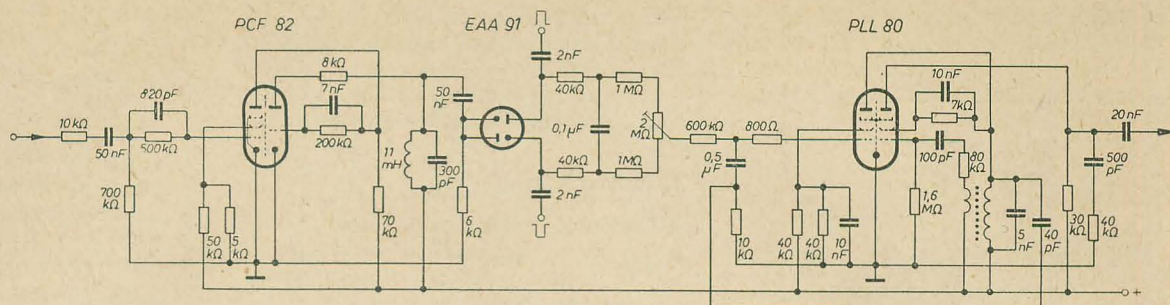 PCF 82
EAA 91
PLL 80
10 kΩ
50 nF
820 pF
500 kΩ
700 kΩ
50 kΩ
5 kΩ
8 kΩ
7 nF
200 kΩ
11 mH
300 pF
70 kΩ
50 nF
6 kΩ
2 nF
2 nF
40 kΩ
1 MΩ
0,1 μF
2 MΩ
40 kΩ
1 MΩ
600 kΩ
0,5 μF
10 kΩ
800 Ω
40 kΩ
40 kΩ
10 nF
10 nF
7 kΩ
100 pF
80 kΩ
1,6 MΩ
5 nF
40 pF
30 kΩ
40 kΩ
500 pF
20 nF
+